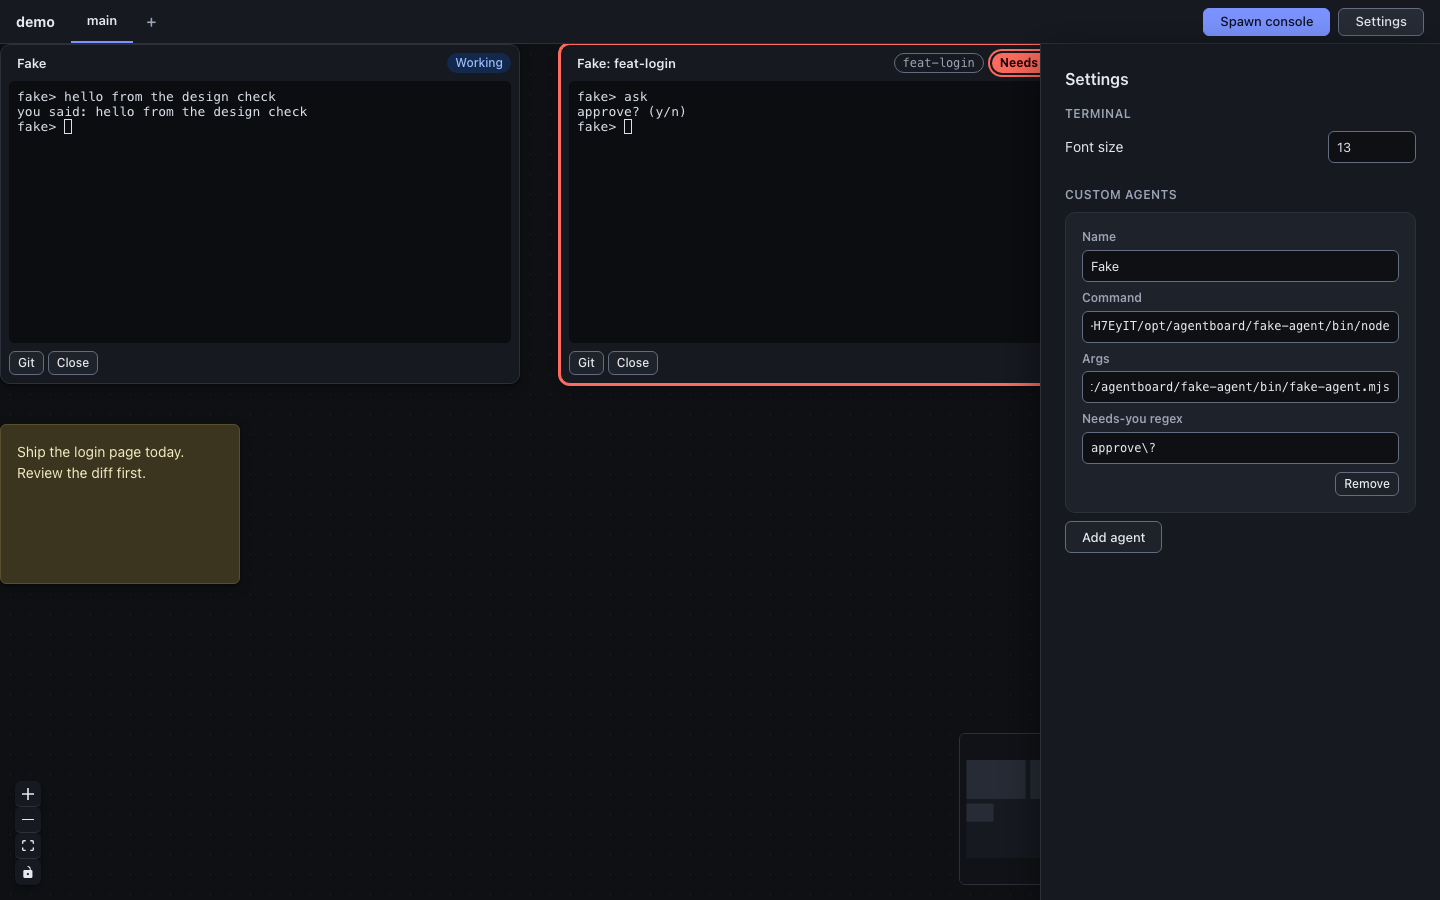 demo
main
+
Spawn console
Settings
Fake
Working
fake> hello from the design check
you said: hello from the design check
fake>
Git
Close
Fake: feat-login
feat-login
Needs
fake> ask
approve? (y/n)
fake>
Git
Close
Ship the login page today.
Review the diff first.
Settings
TERMINAL
Font size
13
CUSTOM AGENTS
Name
Fake
Command
-H7EyIT/opt/agentboard/fake-agent/bin/node
Args
:/agentboard/fake-agent/bin/fake-agent.mjs
Needs-you regex
approve\?
Remove
Add agent